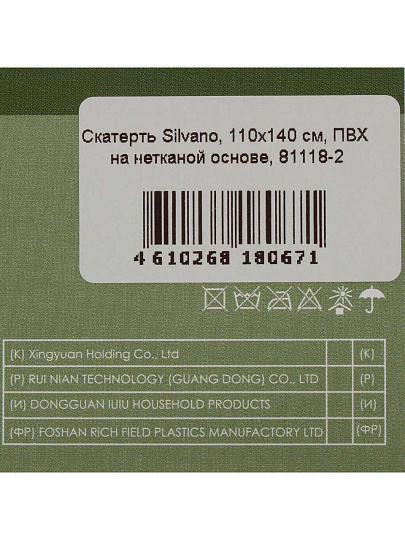 Скатерть Silvano, 110x140 см, ПВХ
на нетканой основе, 81118-2
4 610268 180671
(K) Xingyuan Holding Co., Ltd (K)
(P) RUI NIAN TECHNOLOGY (GUANG DONG) CO., LTD (P)
(И) DONGGUAN IUIU HOUSEHOLD PRODUCTS (И)
(ФР) FOSHAN RICH FIELD PLASTICS MANUFACTORY LTD (ФР)